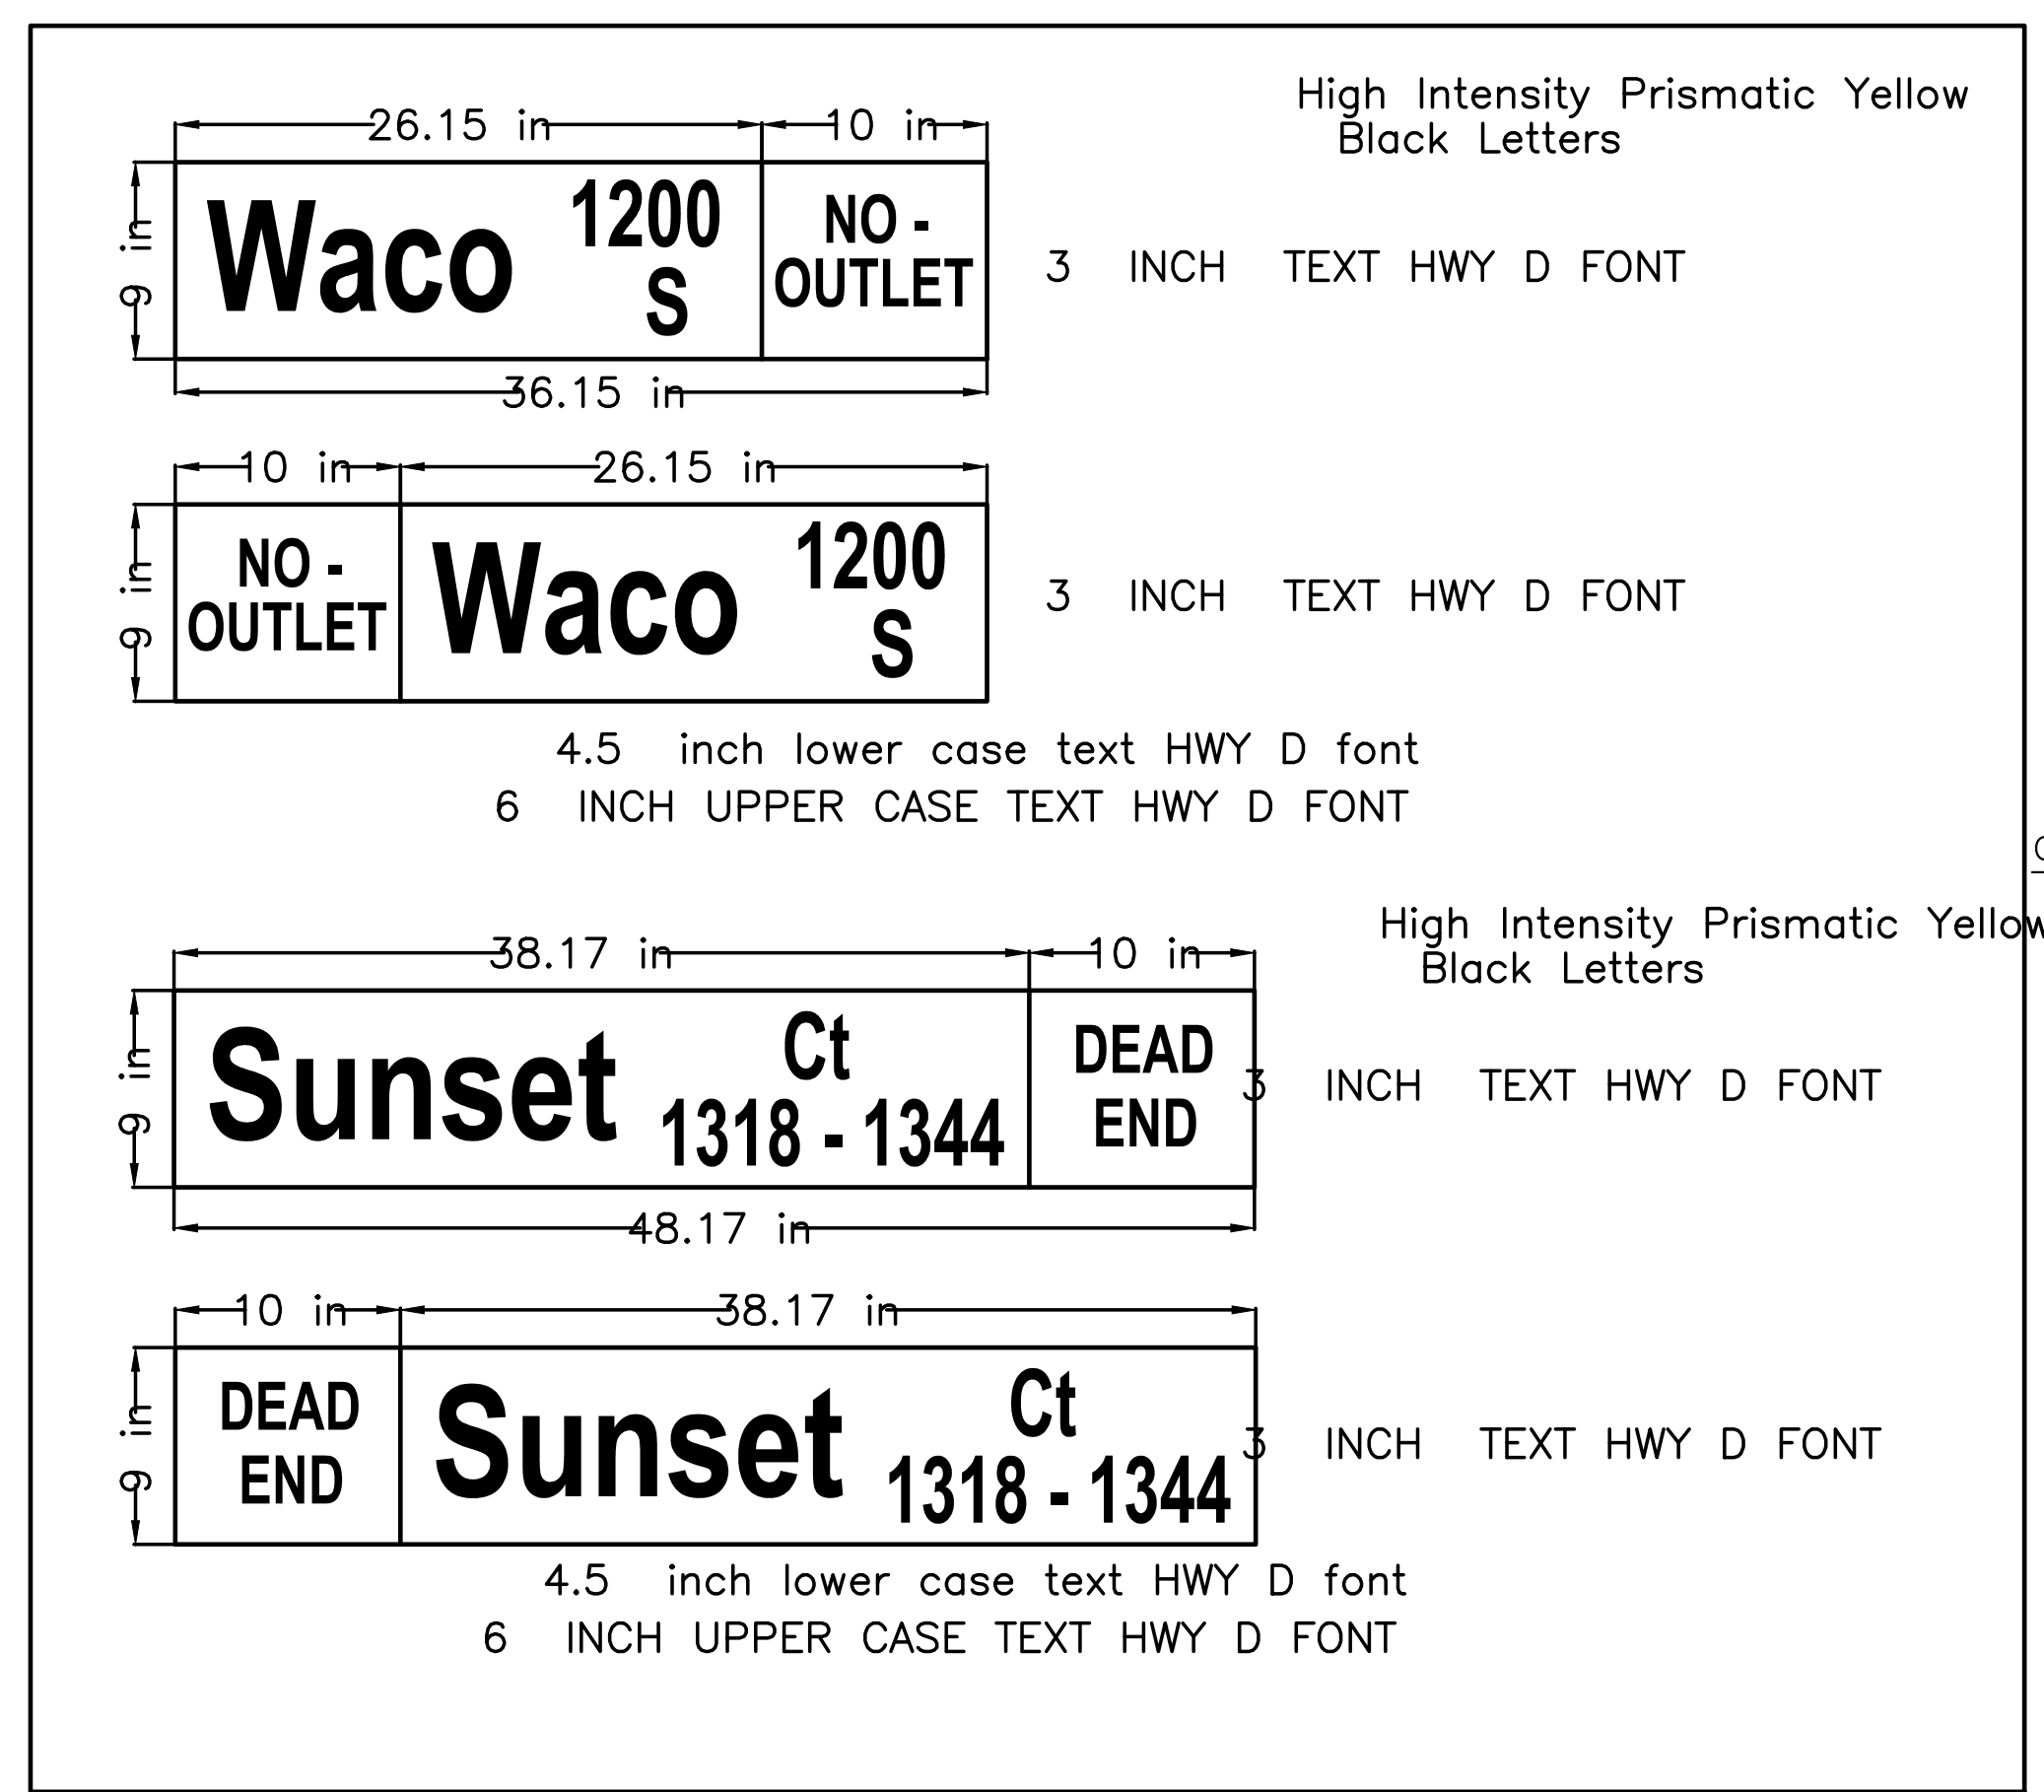 High Intensity Prismatic Yellow
Black Letters
26.15 in 10 in
9 in
Waco 1200 S
NO -
OUTLET
3 INCH TEXT HWY D FONT
36.15 in
10 in 26.15 in
9 in
NO -
OUTLET
Waco 1200 S
3 INCH TEXT HWY D FONT
4.5 inch lower case text HWY D font
6 INCH UPPER CASE TEXT HWY D FONT
High Intensity Prismatic Yellow
Black Letters
38.17 in 10 in
9 in
Sunset Ct
1318 - 1344
DEAD
END
3 INCH TEXT HWY D FONT
48.17 in
10 in 38.17 in
9 in
DEAD
END
Sunset Ct
1318 - 1344
3 INCH TEXT HWY D FONT
4.5 inch lower case text HWY D font
6 INCH UPPER CASE TEXT HWY D FONT